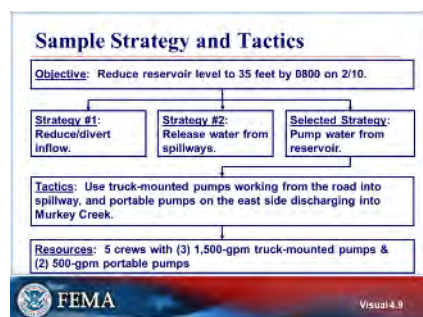 Sample Strategy and Tactics
Objective: Reduce reservoir level to 35 feet by 0800 on 2/10.
Strategy #1:
Reduce/divert
inflow.
Strategy #2:
Release water from
spillways.
Selected Strategy:
Pump water from
reservoir.
Tactics: Use truck-mounted pumps working from the road into
spillway, and portable pumps on the east side discharging into
Murkey Creek.
Resources: 5 crews with (3) 1,500-gpm truck-mounted pumps &
(2) 500-gpm portable pumps
FEMA
Visual 4.9